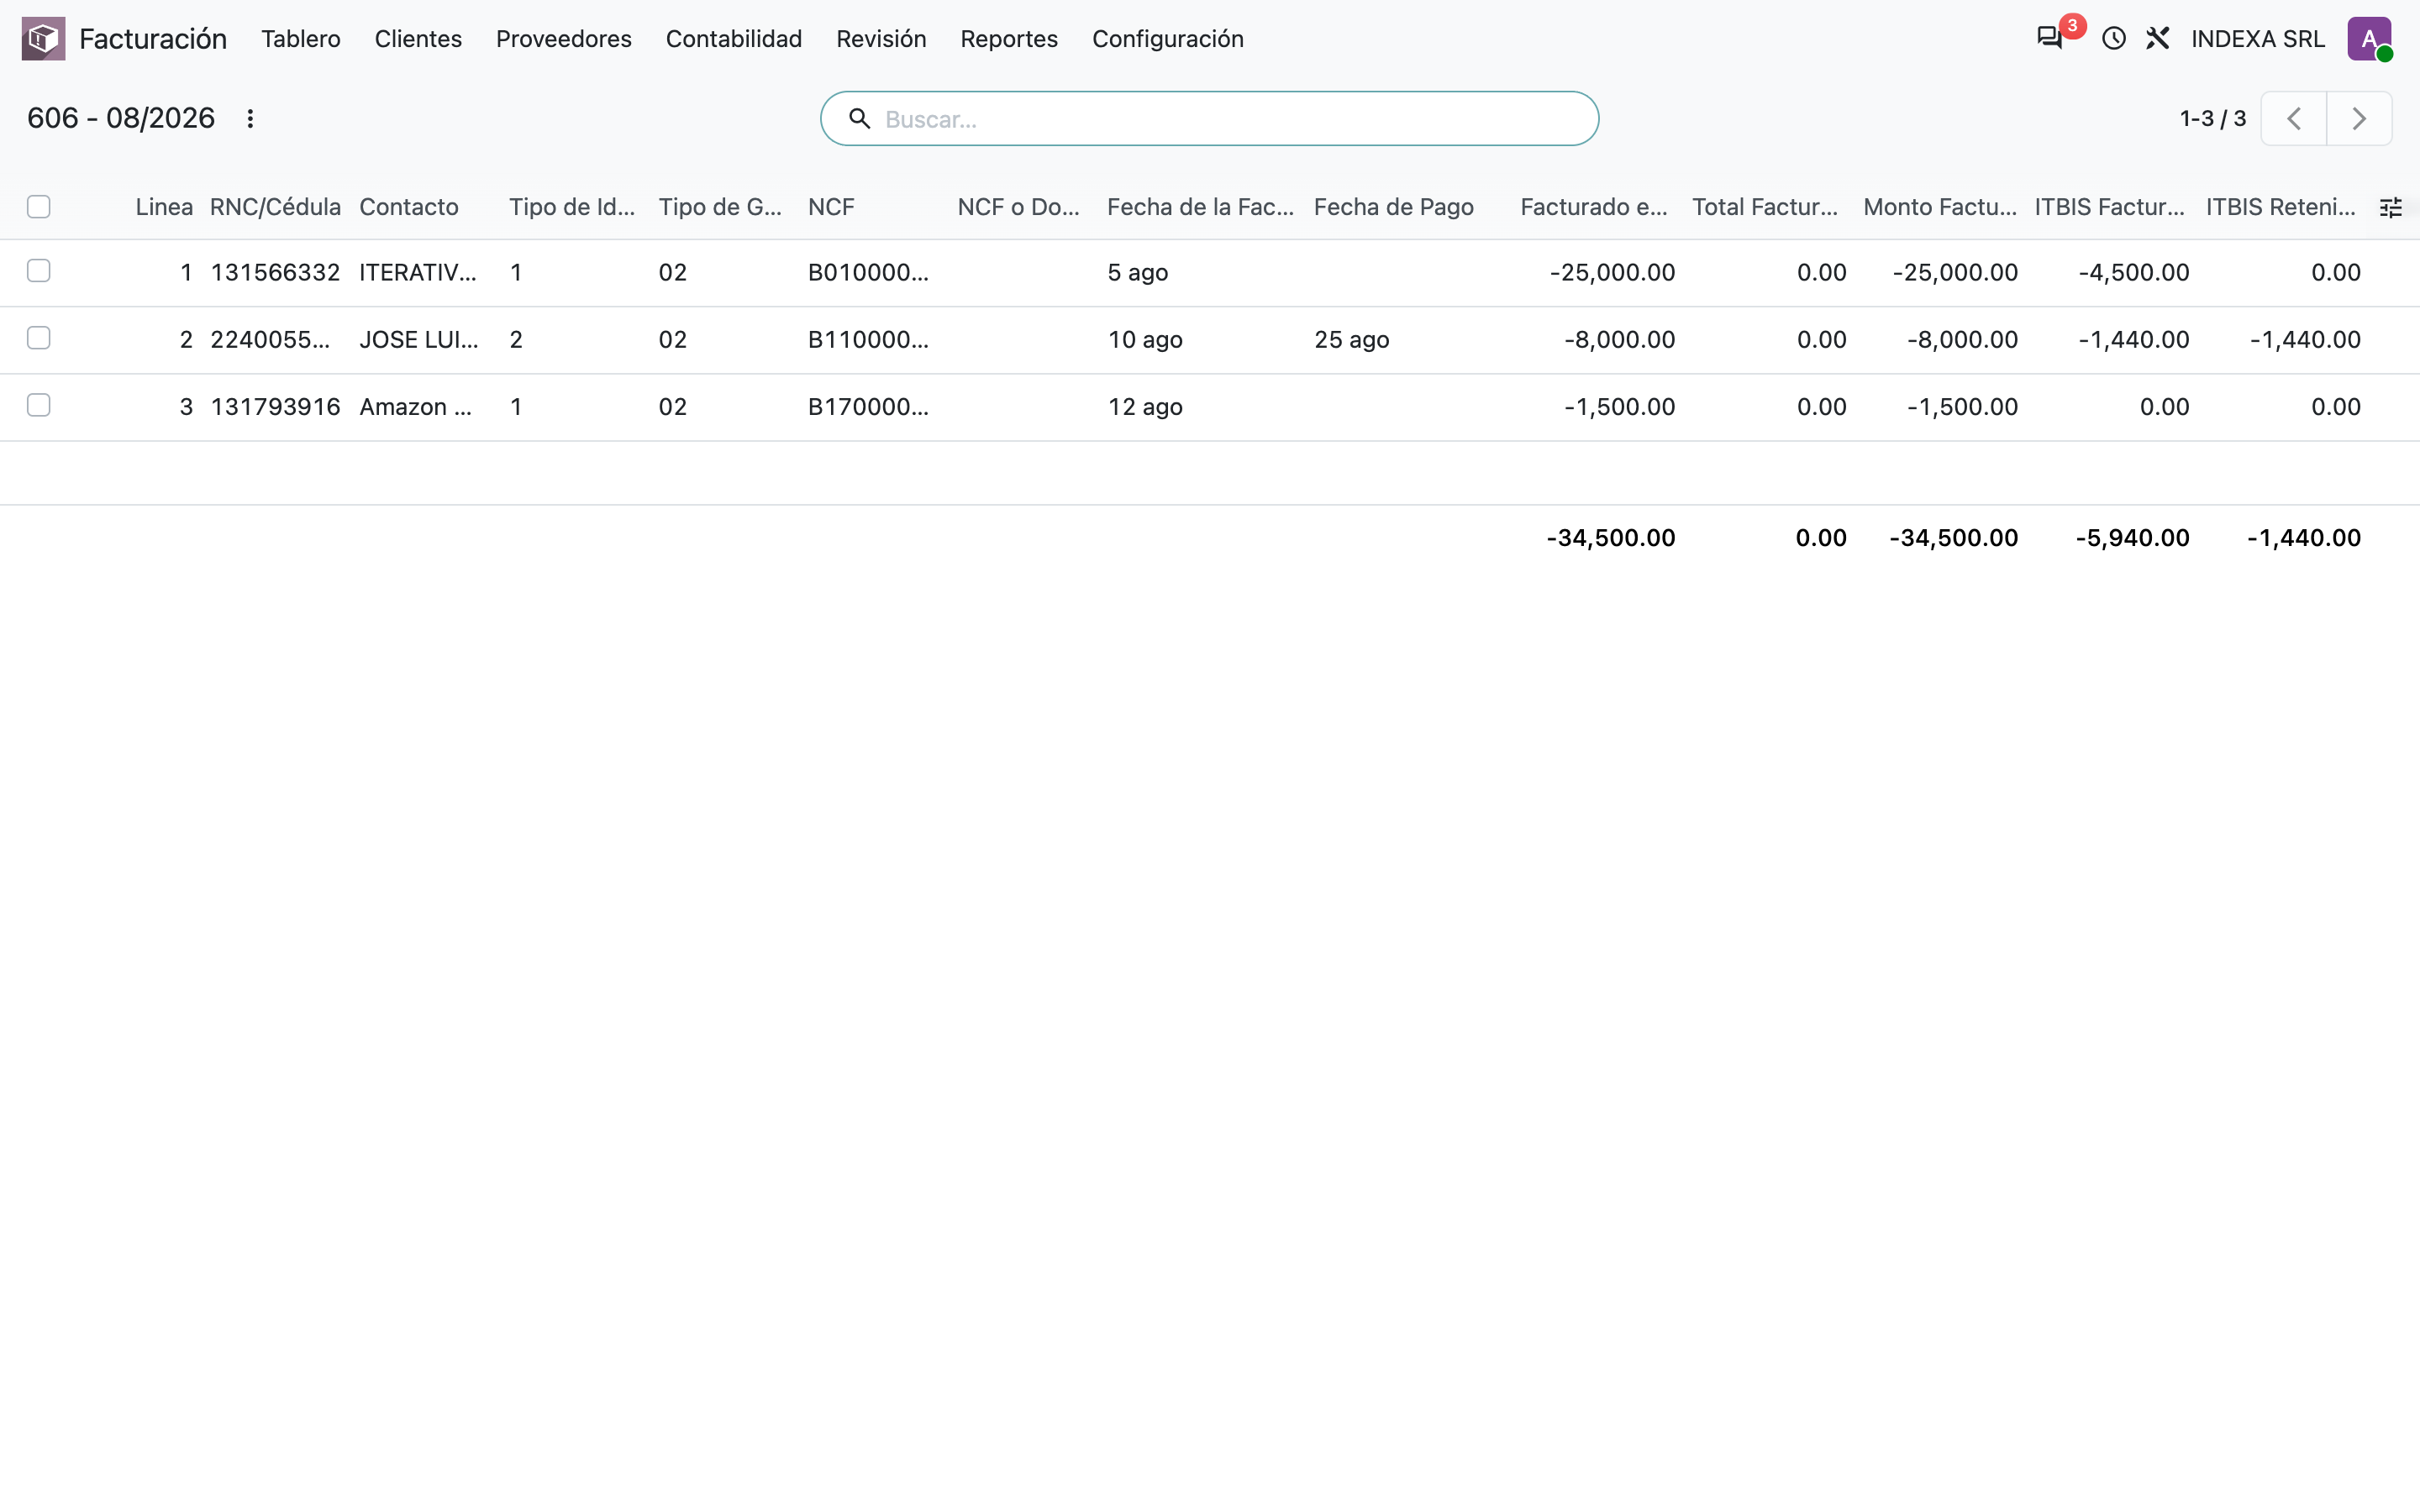 Facturación Tablero Clientes Proveedores Contabilidad Revisión Reportes Configuración 3 INDEXA SRL A
606 - 08/2026 Buscar... 1-3 / 3
Linea RNC/Cédula Contacto Tipo de Id... Tipo de G... NCF NCF o Do... Fecha de la Fac... Fecha de Pago Facturado e... Total Factur... Monto Factu... ITBIS Factur... ITBIS Reteni...
1 131566332 ITERATIV... 1 02 B010000... 5 ago -25,000.00 0.00 -25,000.00 -4,500.00 0.00
2 2240055... JOSE LUI... 2 02 B110000... 10 ago 25 ago -8,000.00 0.00 -8,000.00 -1,440.00 -1,440.00
3 131793916 Amazon ... 1 02 B170000... 12 ago -1,500.00 0.00 -1,500.00 0.00 0.00
-34,500.00 0.00 -34,500.00 -5,940.00 -1,440.00